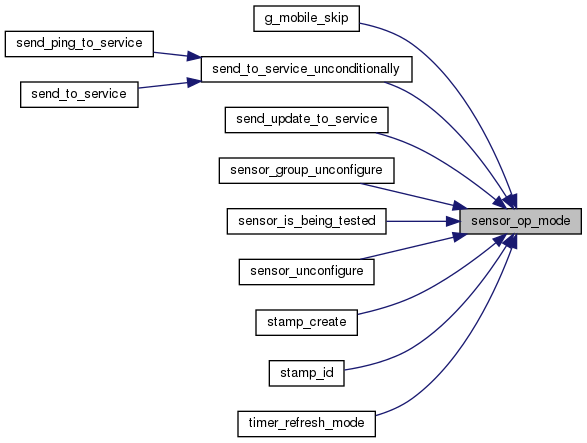 g_mobile_skip
send_ping_to_service
send_to_service_unconditionally
send_to_service
send_update_to_service
sensor_group_unconfigure
sensor_is_being_tested
sensor_op_mode
sensor_unconfigure
stamp_create
stamp_id
timer_refresh_mode